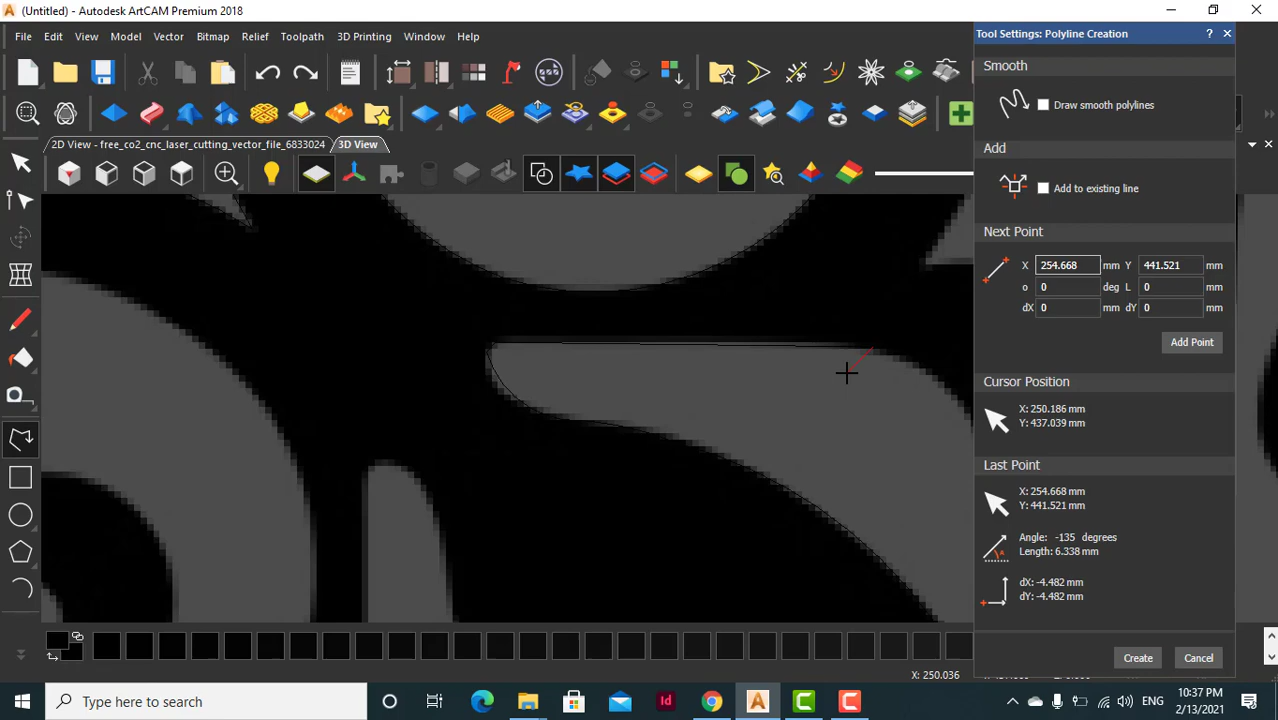 (Untitled) - Autodesk ArtCAM Premium 2018
File Edit View Model Vector Bitmap Relief Toolpath 3D Printing Window Help
2D View - free_co2_cnc_laser_cutting_vector_file_6833024 3D View
Tool Settings: Polyline Creation ?
Smooth
Draw smooth polylines
Add
Add to existing line
Next Point
X 254.668 mm Y 441.521 mm
o 0 deg L 0 mm
dX 0 mm dY 0 mm
Add Point
Cursor Position
X: 250.186 mm
Y: 437.039 mm
Last Point
X: 254.668 mm
Y: 441.521 mm
Angle: -135 degrees
Length: 6.338 mm
dX: -4.482 mm
dY: -4.482 mm
Create Cancel
X: 250.036
Type here to search
Id
ENG
10:37 PM
2/13/2021